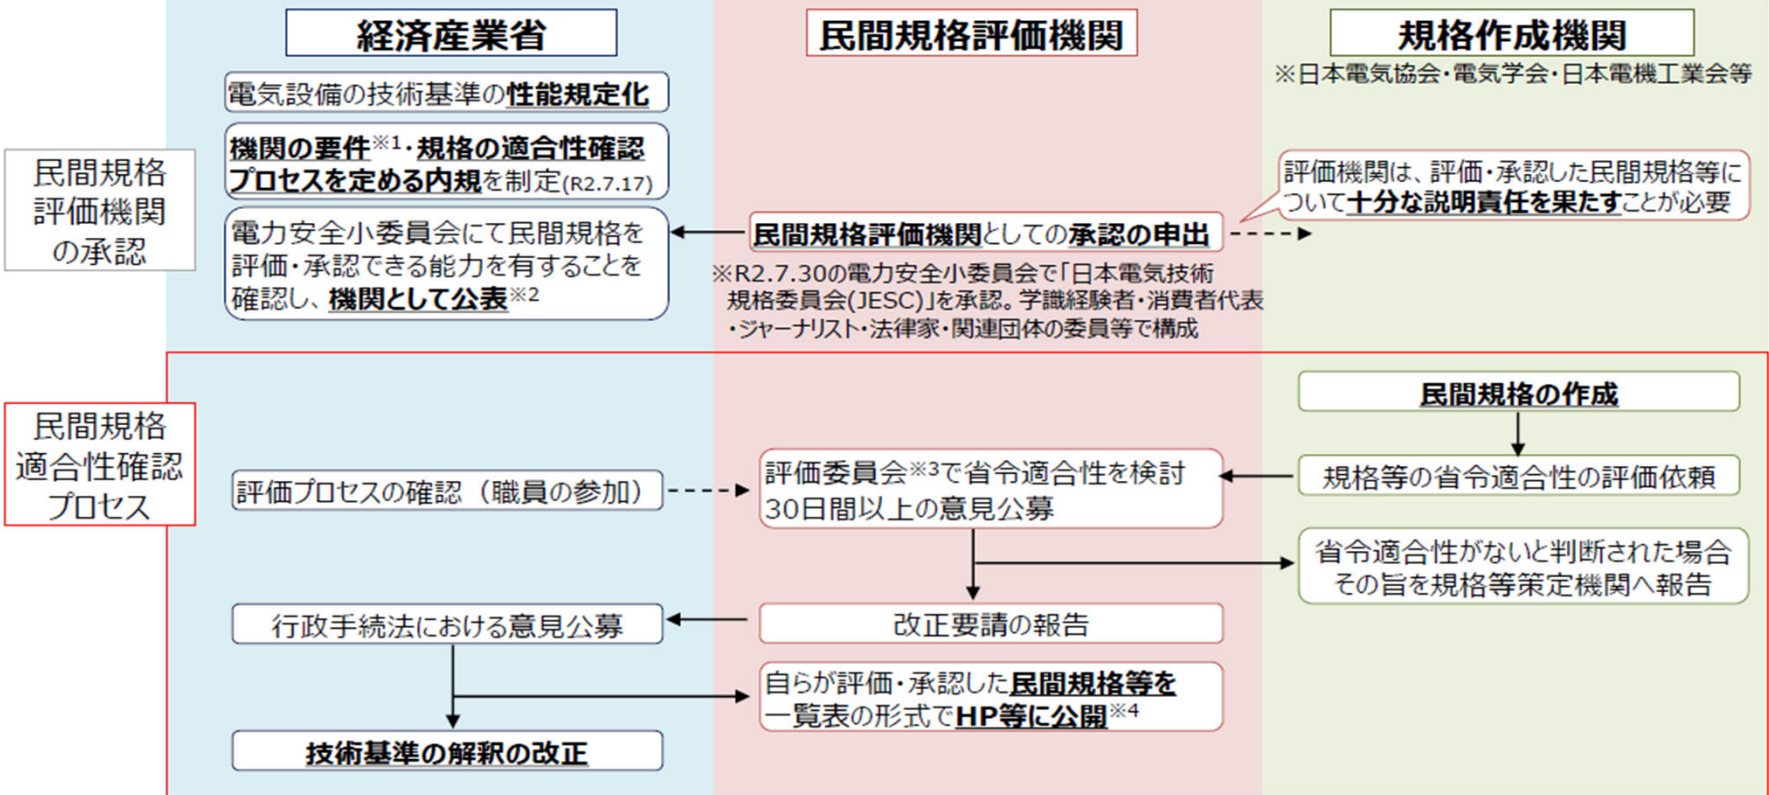 経済産業省
民間規格評価機関
規格作成機関
※日本電気協会・電気学会・日本電機工業会等
民間規格
評価機関
の承認
電気設備の技術基準の性能規定化
機関の要件※1・規格の適合性確認
プロセスを定める内規を制定(R2.7.17)
電力安全小委員会にて民間規格を
評価・承認できる能力を有することを
確認し、機関として公表※2
民間規格評価機関としての承認の申出
※R2.7.30の電力安全小委員会で「日本電気技術
規格委員会(JESC)」を承認。学識経験者・消費者代表
・ジャーナリスト・法律家・関連団体の委員等で構成
評価機関は、評価・承認した民間規格等に
ついて十分な説明責任を果たすことが必要
民間規格
適合性確認
プロセス
民間規格の作成
規格等の省令適合性の評価依頼
評価プロセスの確認（職員の参加）
評価委員会※3で省令適合性を検討
30日間以上の意見公募
省令適合性がないと判断された場合
その旨を規格等策定機関へ報告
行政手続法における意見公募
改正要請の報告
自らが評価・承認した民間規格等を
一覧表の形式でHP等に公開※4
技術基準の解釈の改正